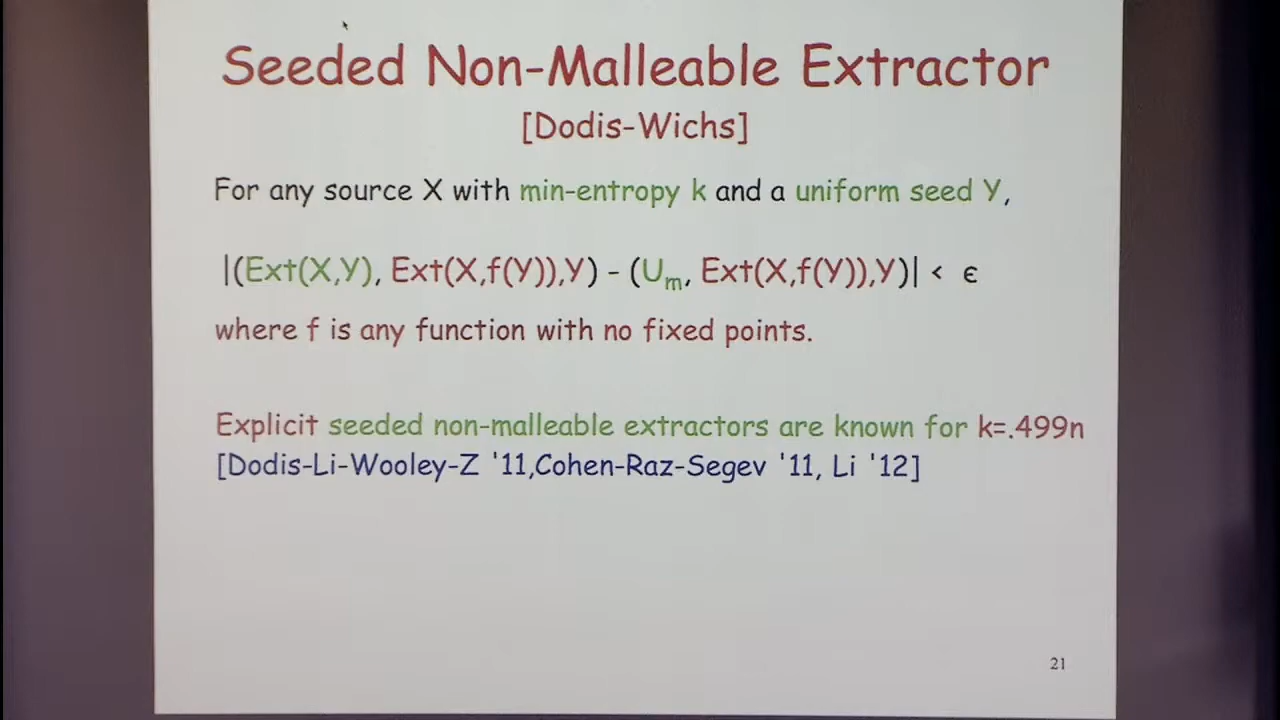 Seeded Non-Malleable Extractor
[Dodis-Wichs]
For any source X with min-entropy k and a uniform seed Y,
|(Ext(X,Y), Ext(X,f(Y)),Y) - (Um, Ext(X,f(Y)),Y)| < ϵ
where f is any function with no fixed points.
Explicit seeded non-malleable extractors are known for k=.499n
[Dodis-Li-Wooley-Z '11,Cohen-Raz-Segev '11, Li '12]
21